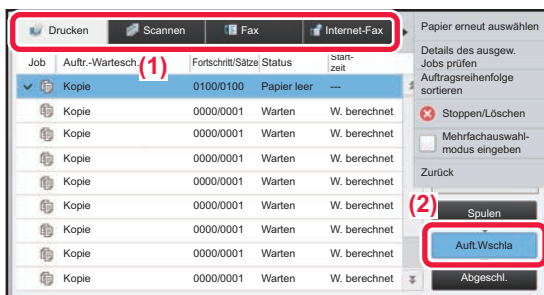 Drucken Scannen Fax Internet-Fax
(1)
Job Auftr.-Wartesch. Fortschritt/Sätze Status Start-zeit
Kopie 0100/0100 Papier leer ---
Kopie 0000/0001 Warten W. berechnet
Kopie 0000/0001 Warten W. berechnet
Kopie 0000/0001 Warten W. berechnet
Kopie 0000/0001 Warten W. berechnet
Kopie 0000/0001 Warten W. berechnet
Kopie 0000/0001 Warten W. berechnet
Kopie 0000/0001 Warten W. berechnet
Kopie 0000/0001 Warten W. berechnet
Papier erneut auswählen
Details des ausgew.
Jobs prüfen
Auftragsreihenfolge
sortieren
Stoppen/Löschen
Mehrfachauswahl-
modus eingeben
Zurück
(2)
Spulen
Auft.Wschla
Abgeschl.